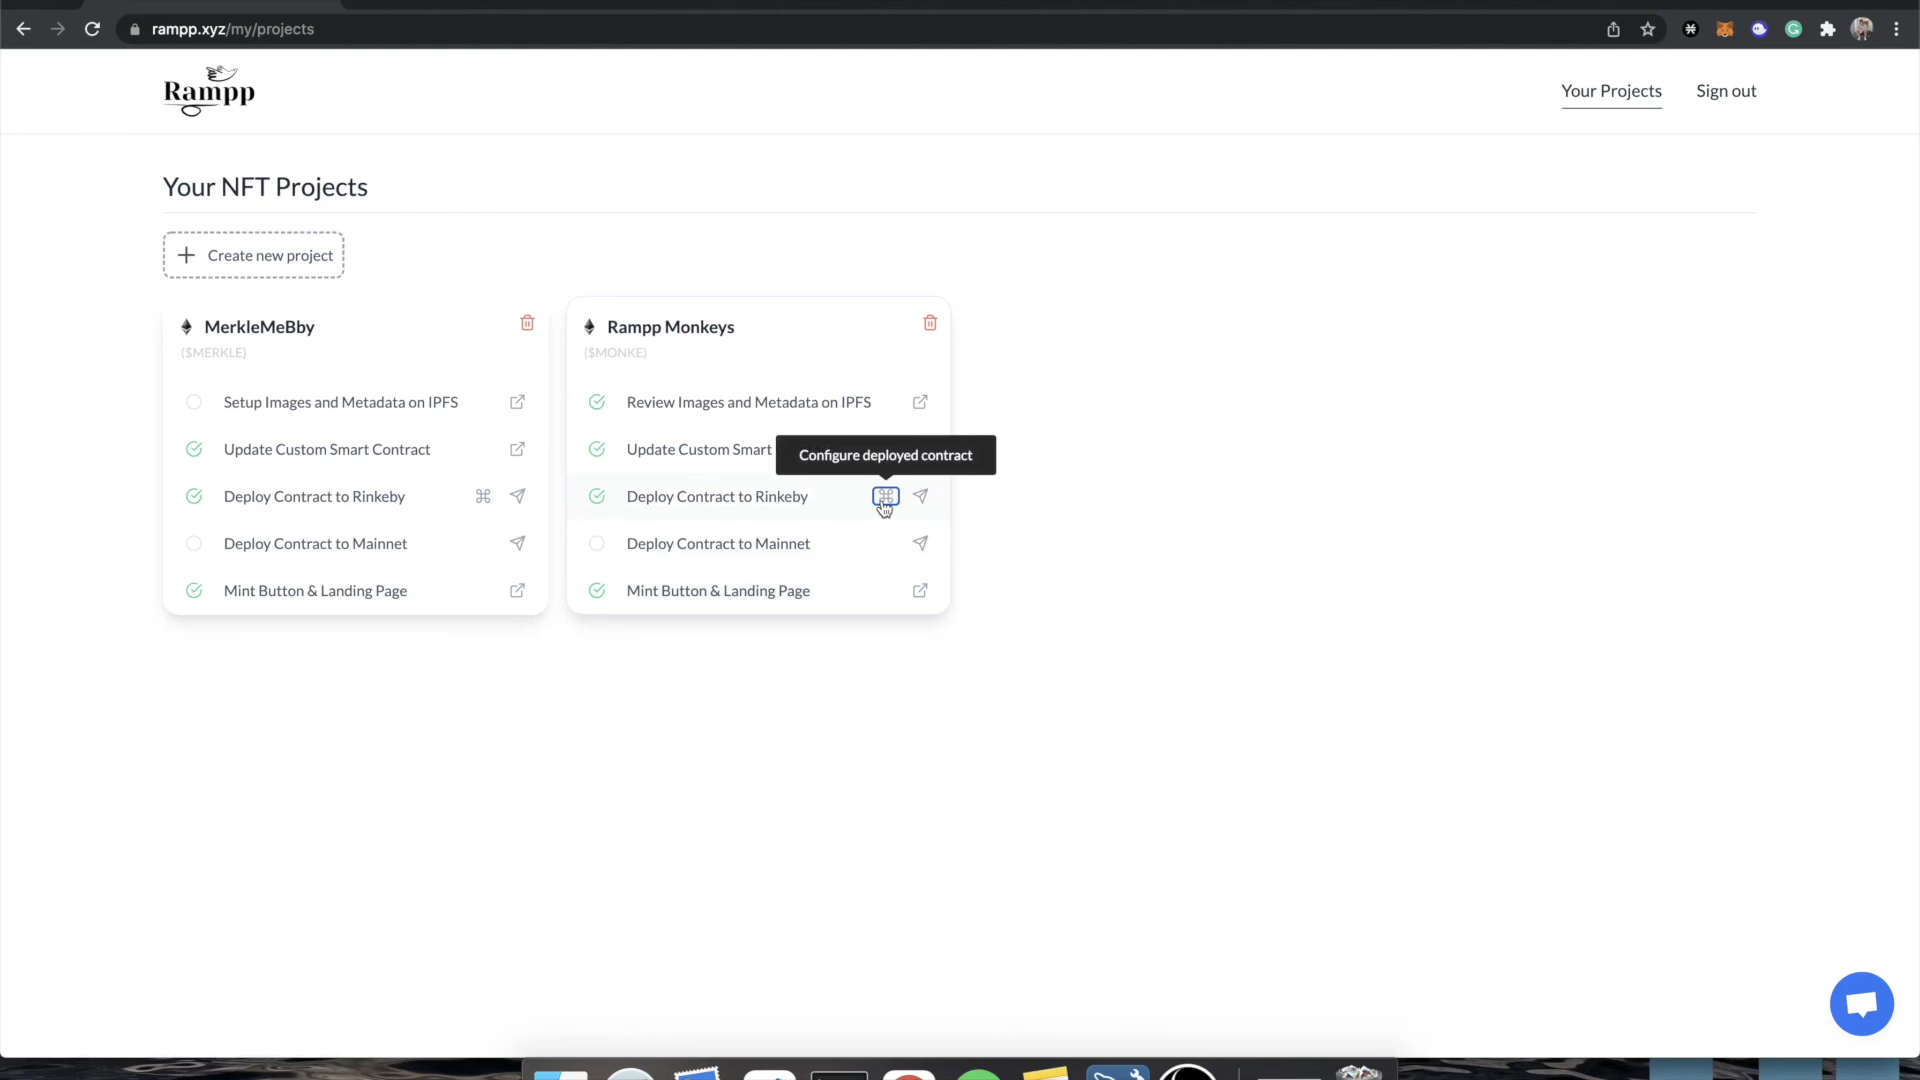 rampp.xyz/my/projects
Rampp
Your Projects
Sign out
Your NFT Projects
Create new project
MerkleMeBby
($MERKLE)
Setup Images and Metadata on IPFS
Update Custom Smart Contract
Deploy Contract to Rinkeby
Deploy Contract to Mainnet
Mint Button & Landing Page
Rampp Monkeys
($MONKE)
Review Images and Metadata on IPFS
Update Custom Smart
Configure deployed contract
Deploy Contract to Rinkeby
Deploy Contract to Mainnet
Mint Button & Landing Page